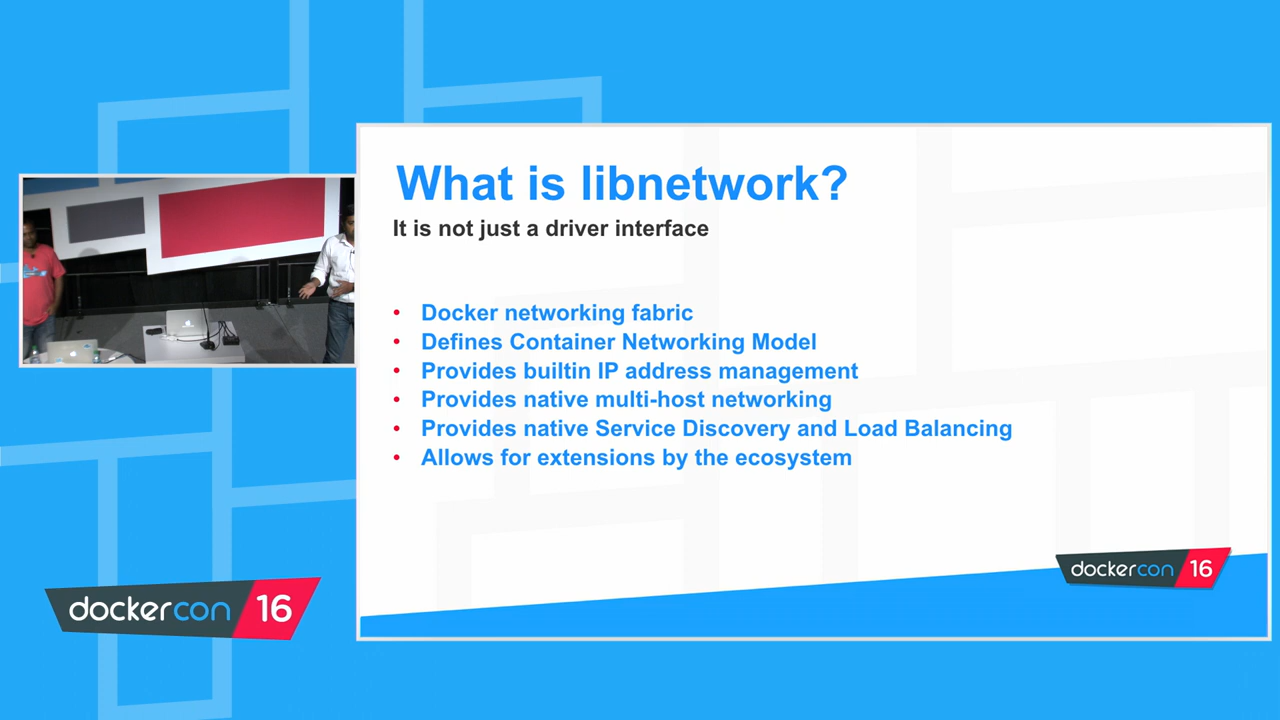 What is libnetwork?
It is not just a driver interface
• Docker networking fabric
• Defines Container Networking Model
• Provides builtin IP address management
• Provides native multi-host networking
• Provides native Service Discovery and Load Balancing
• Allows for extensions by the ecosystem
dockercon 16
dockercon 16